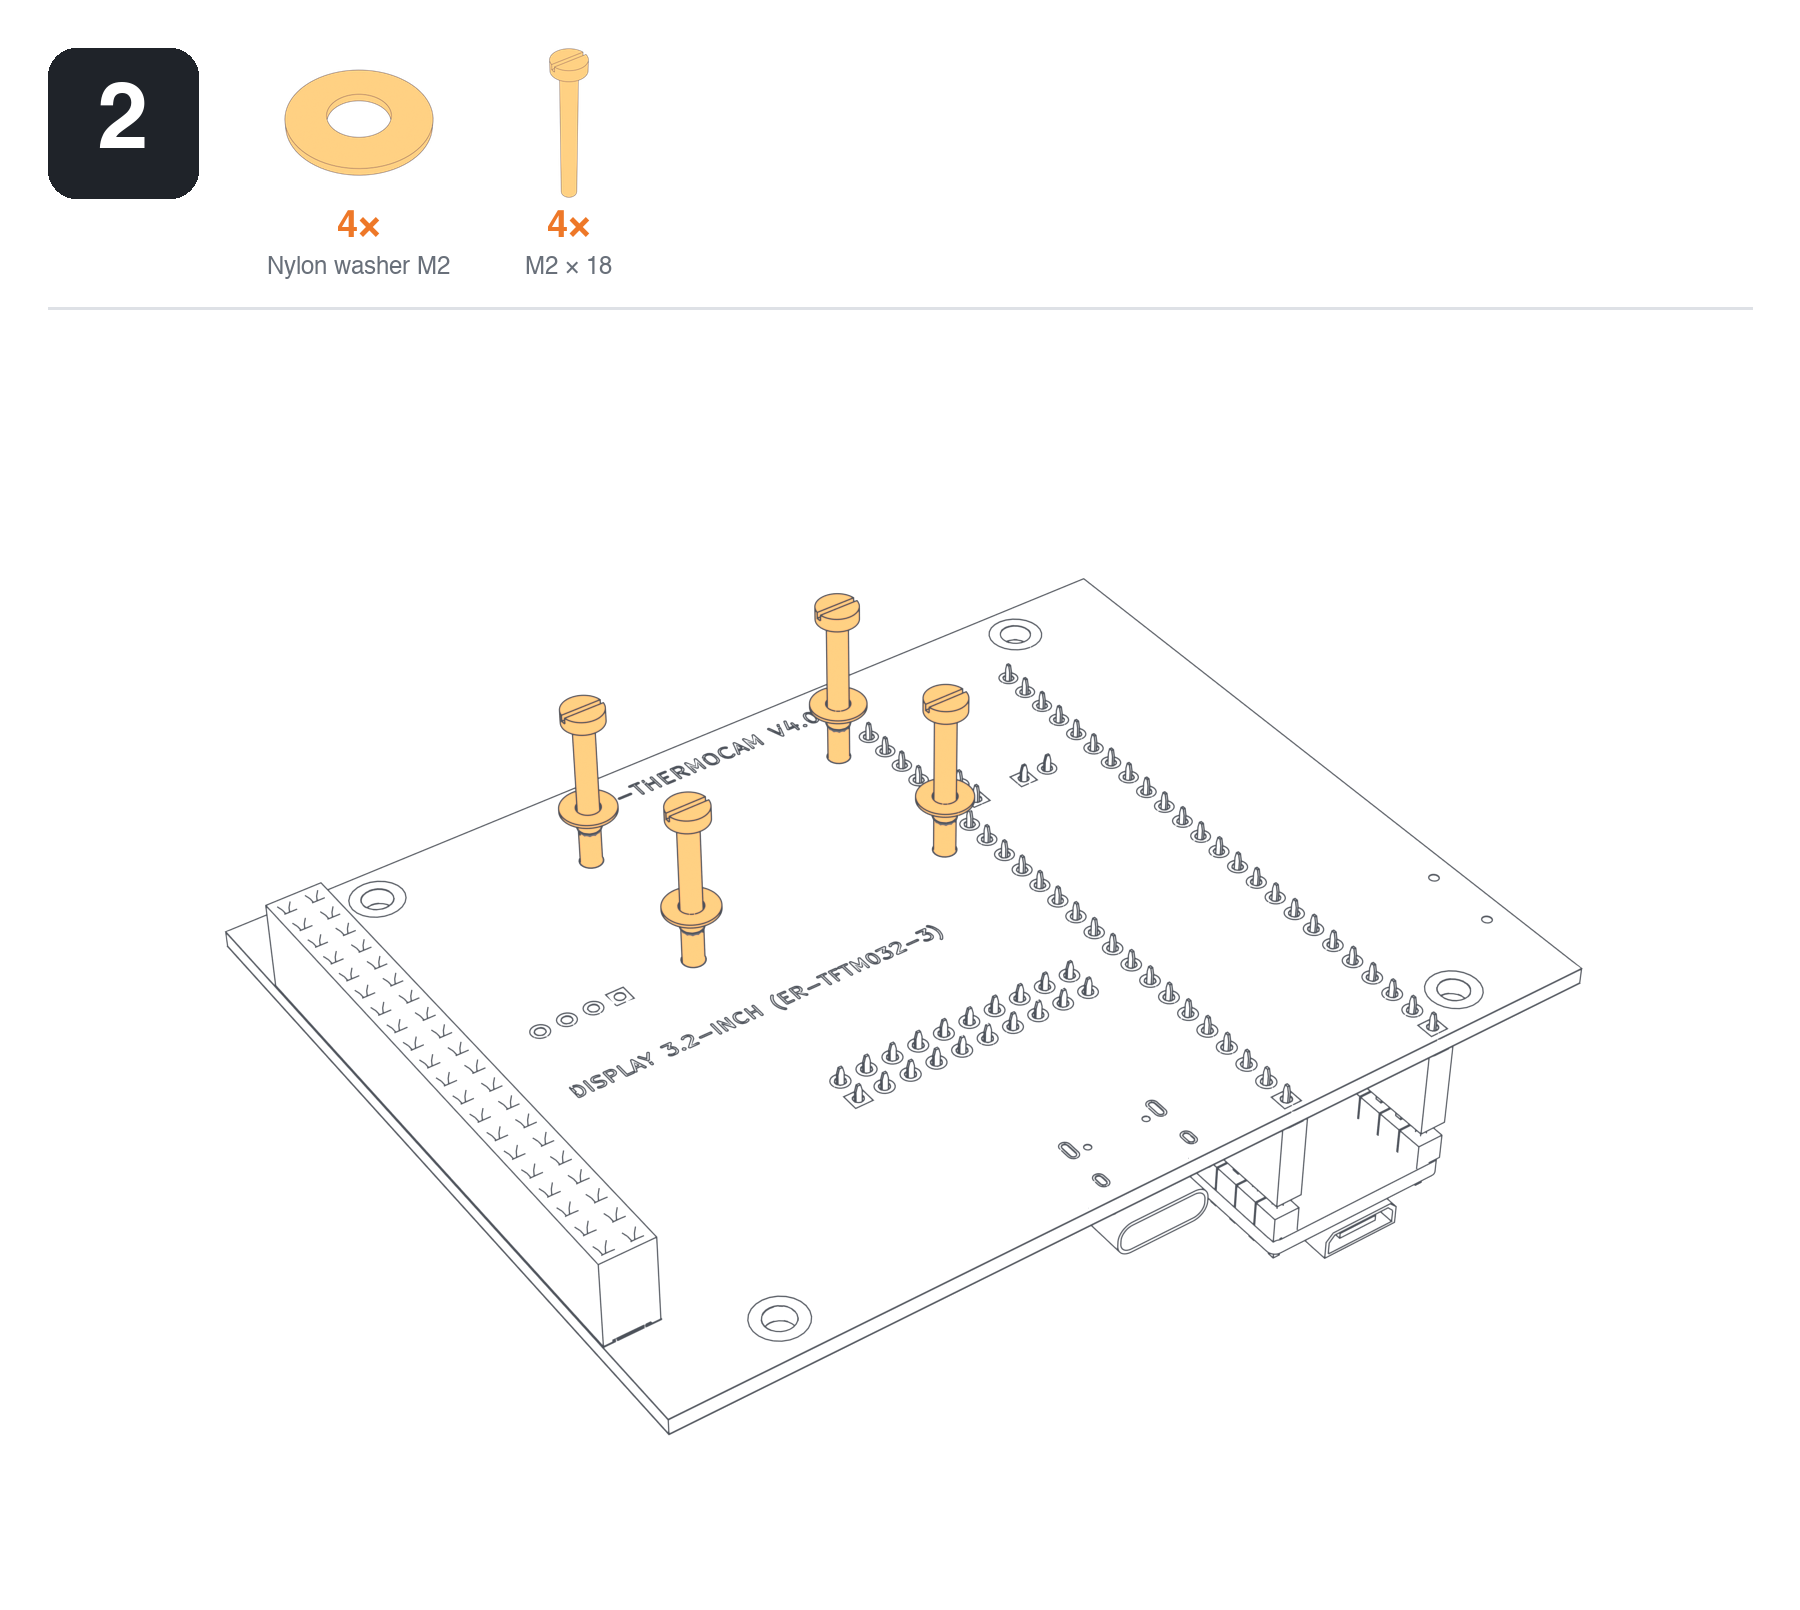 2
4×
4×
Nylon washer M2
M2 × 18
-THERMOCAM V4.0
DISPLAY 3.2-INCH (ER-TFTM032-3)